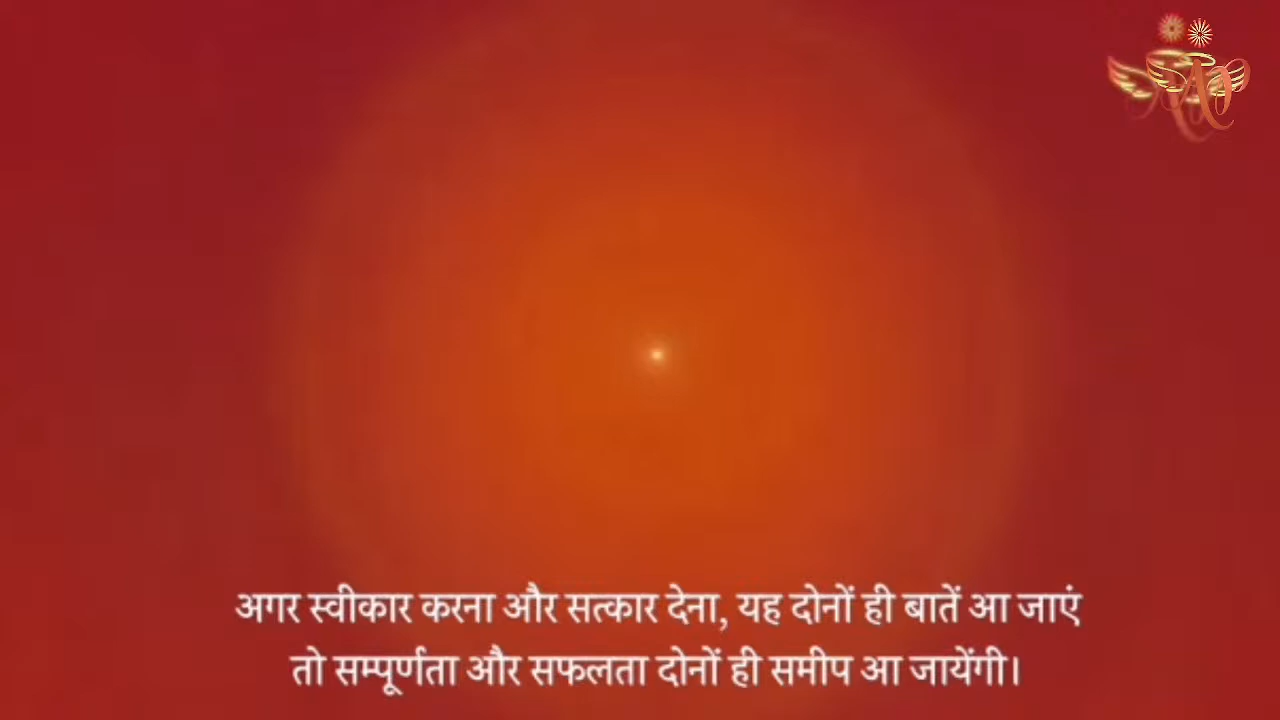 अगर स्वीकार करना और सत्कार देना, यह दोनों ही बातें आ जाएं
तो सम्पूर्णता और सफलता दोनों ही समीप आ जायेंगी।